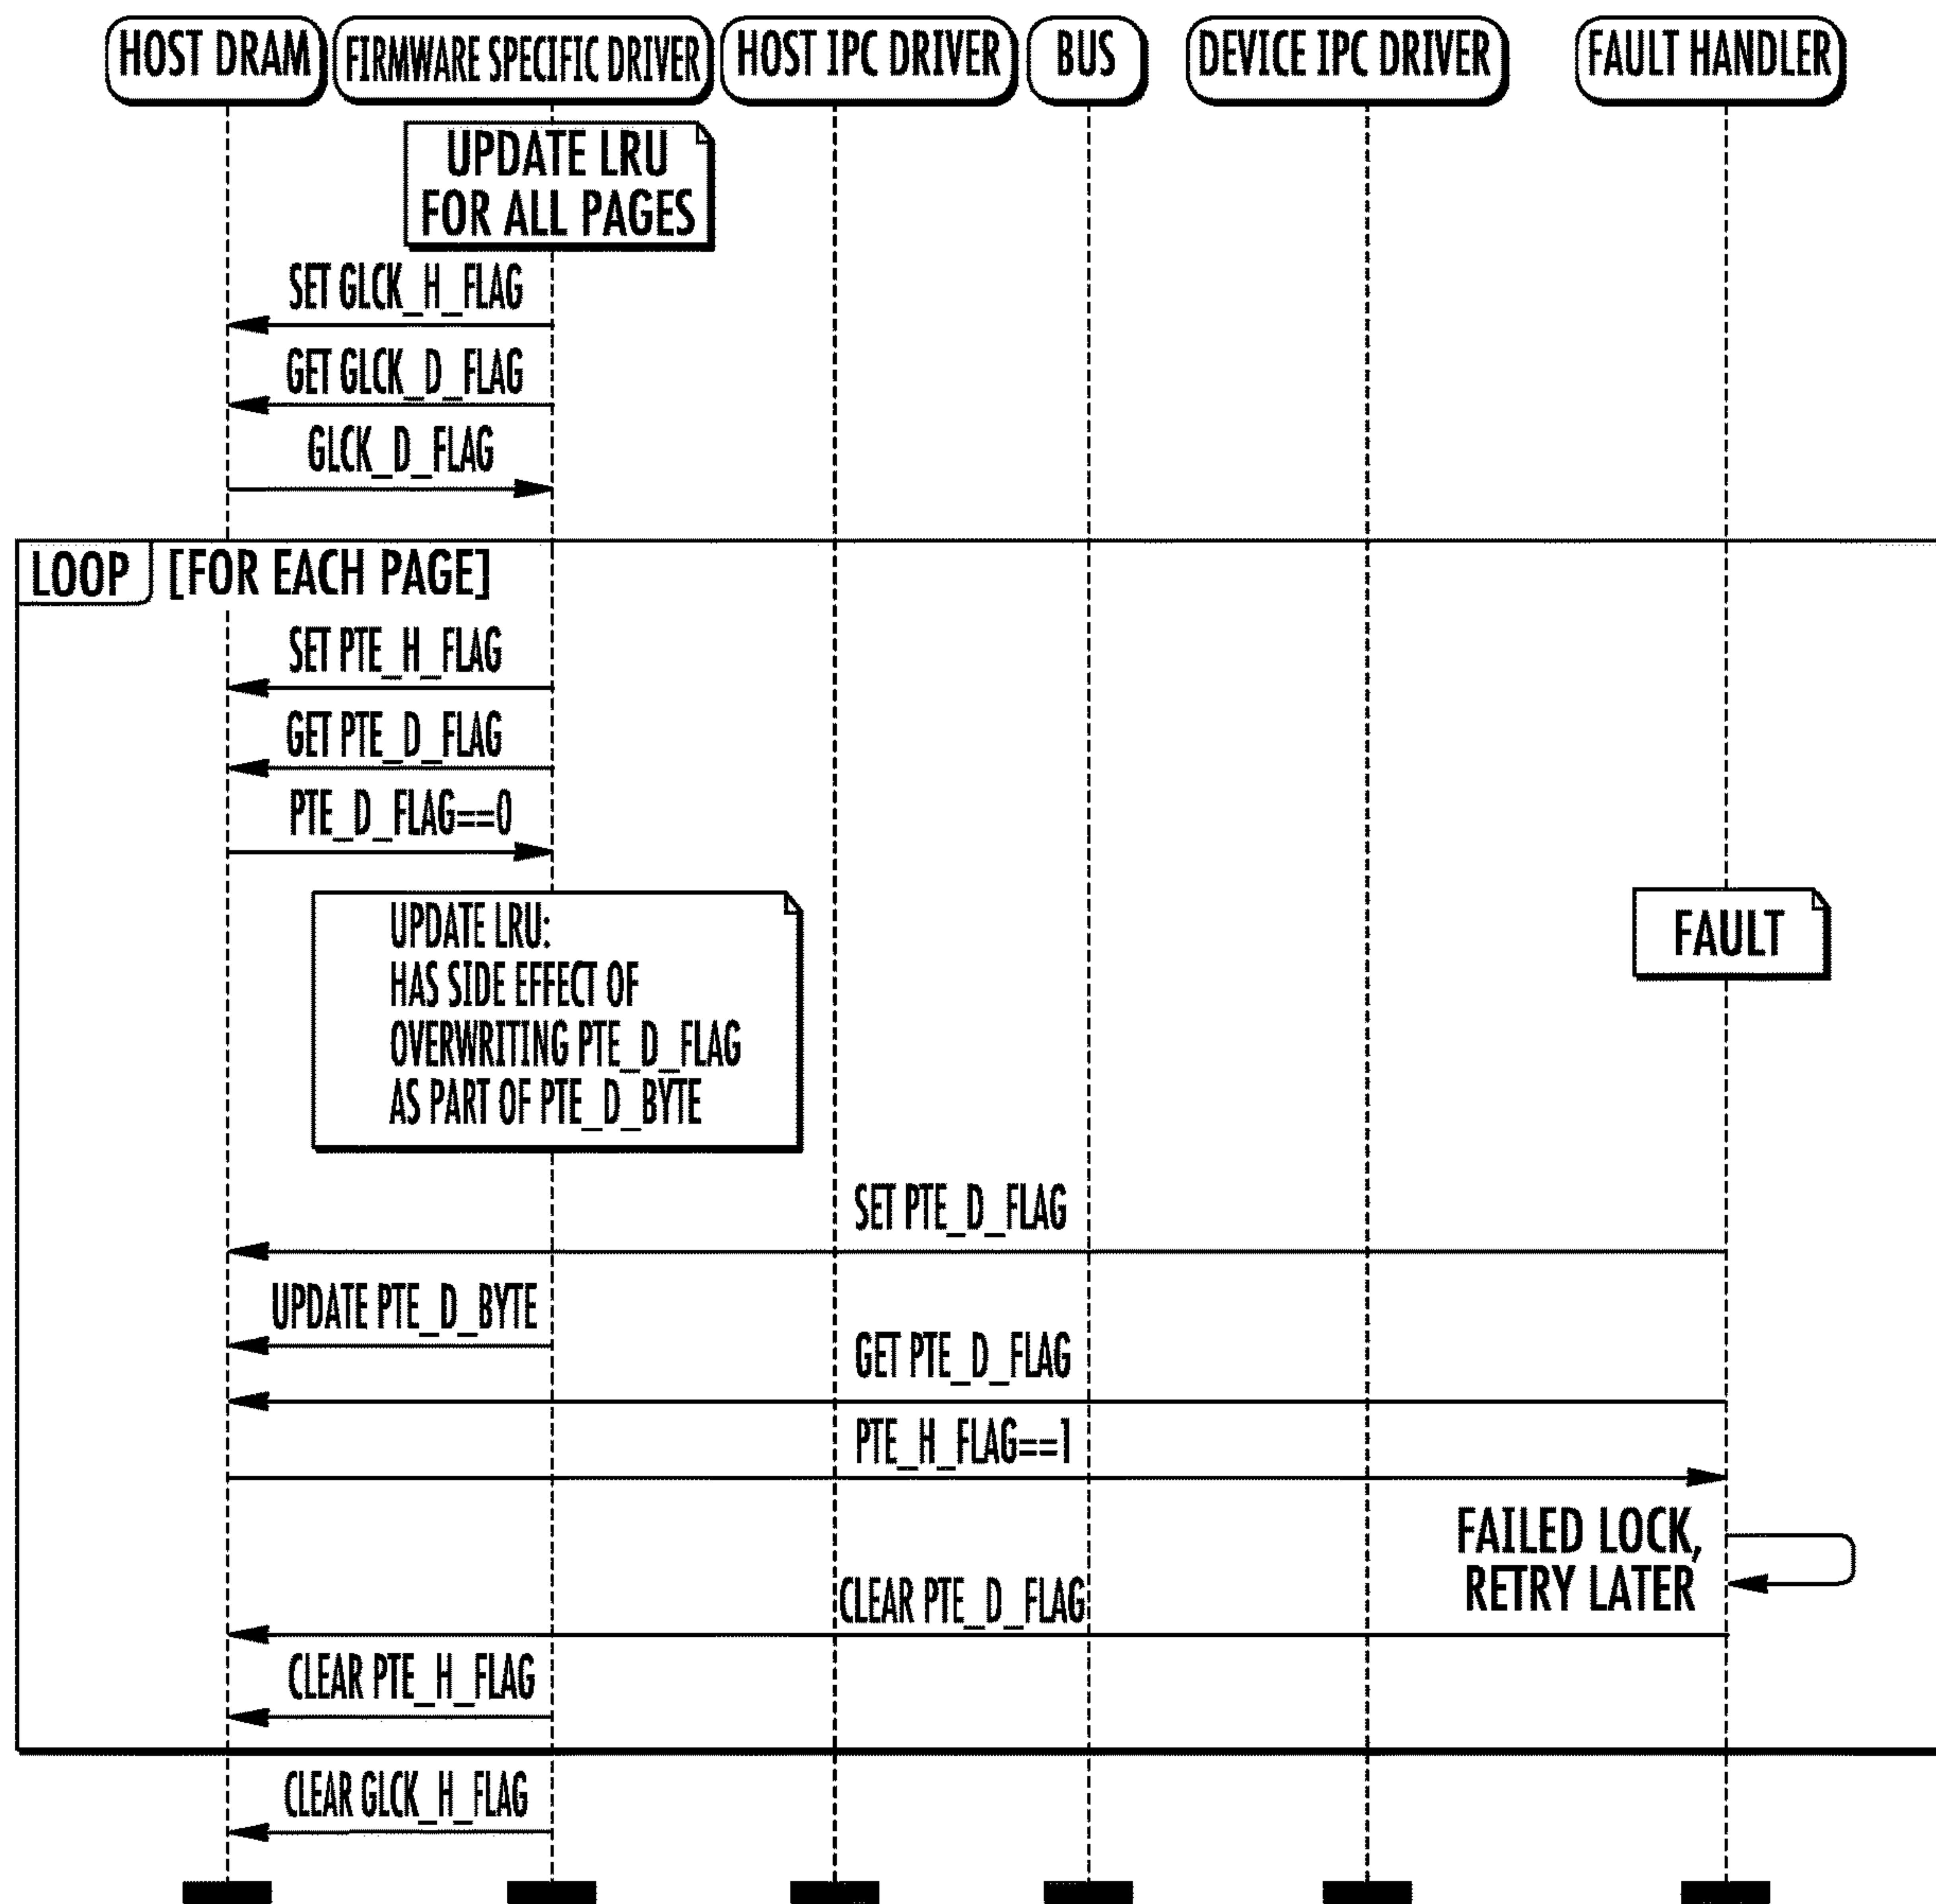 HOST DRAM
FIRMWARE SPECIFIC DRIVER
HOST IPC DRIVER
BUS
DEVICE IPC DRIVER
FAULT HANDLER
UPDATE LRU
FOR ALL PAGES
SET GLCK_H_FLAG
GET GLCK_D_FLAG
GLCK_D_FLAG
LOOP
[FOR EACH PAGE]
SET PTE_H_FLAG
GET PTE_D_FLAG
PTE_D_FLAG==0
UPDATE LRU:
HAS SIDE EFFECT OF
OVERWRITING PTE_D_FLAG
AS PART OF PTE_D_BYTE
FAULT
SET PTE_D_FLAG
UPDATE PTE_D_BYTE
GET PTE_D_FLAG
PTE_H_FLAG==1
FAILED LOCK,
RETRY LATER
CLEAR PTE_D_FLAG
CLEAR PTE_H_FLAG
CLEAR GLCK_H_FLAG